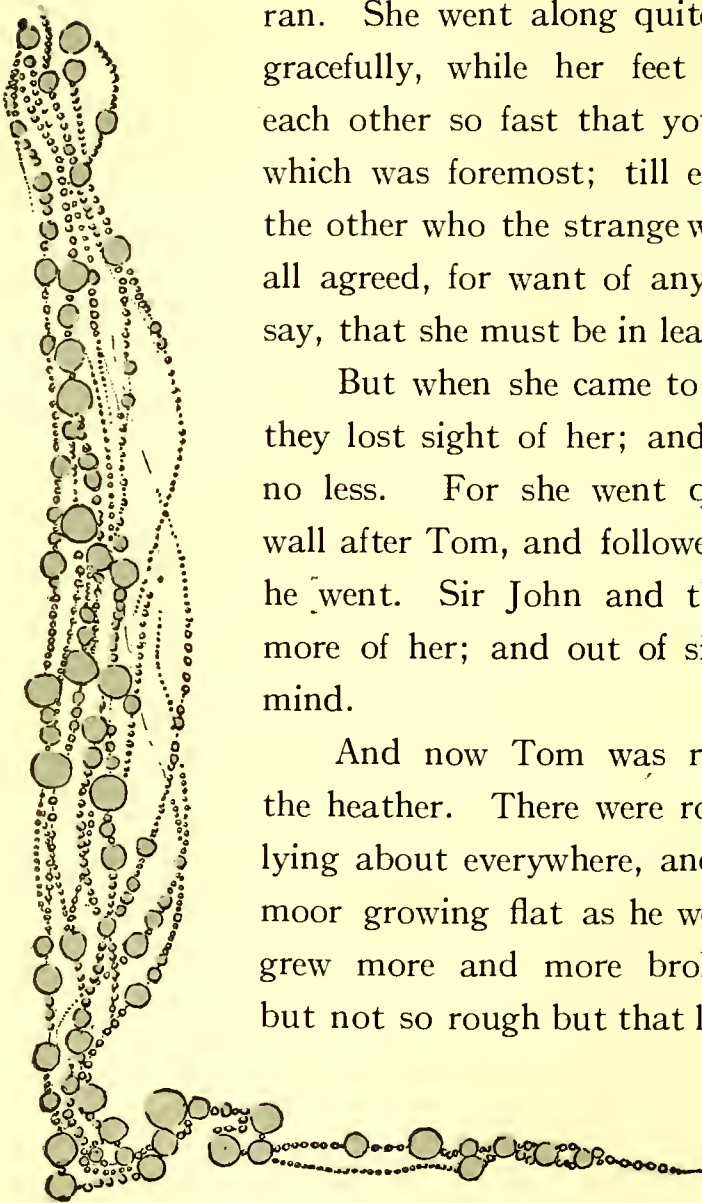 ran. She went along quit
gracefully, while her feet
each other so fast that yo
which was foremost; till e
the other who the strange w
all agreed, for want of any
say, that she must be in lea
But when she came to
they lost sight of her; and
no less. For she went q
wall after Tom, and followe
he went. Sir John and t
more of her; and out of si
mind.
And now Tom was r
the heather. There were ro
lying about everywhere, an
moor growing flat as he w
grew more and more bro
but not so rough but that